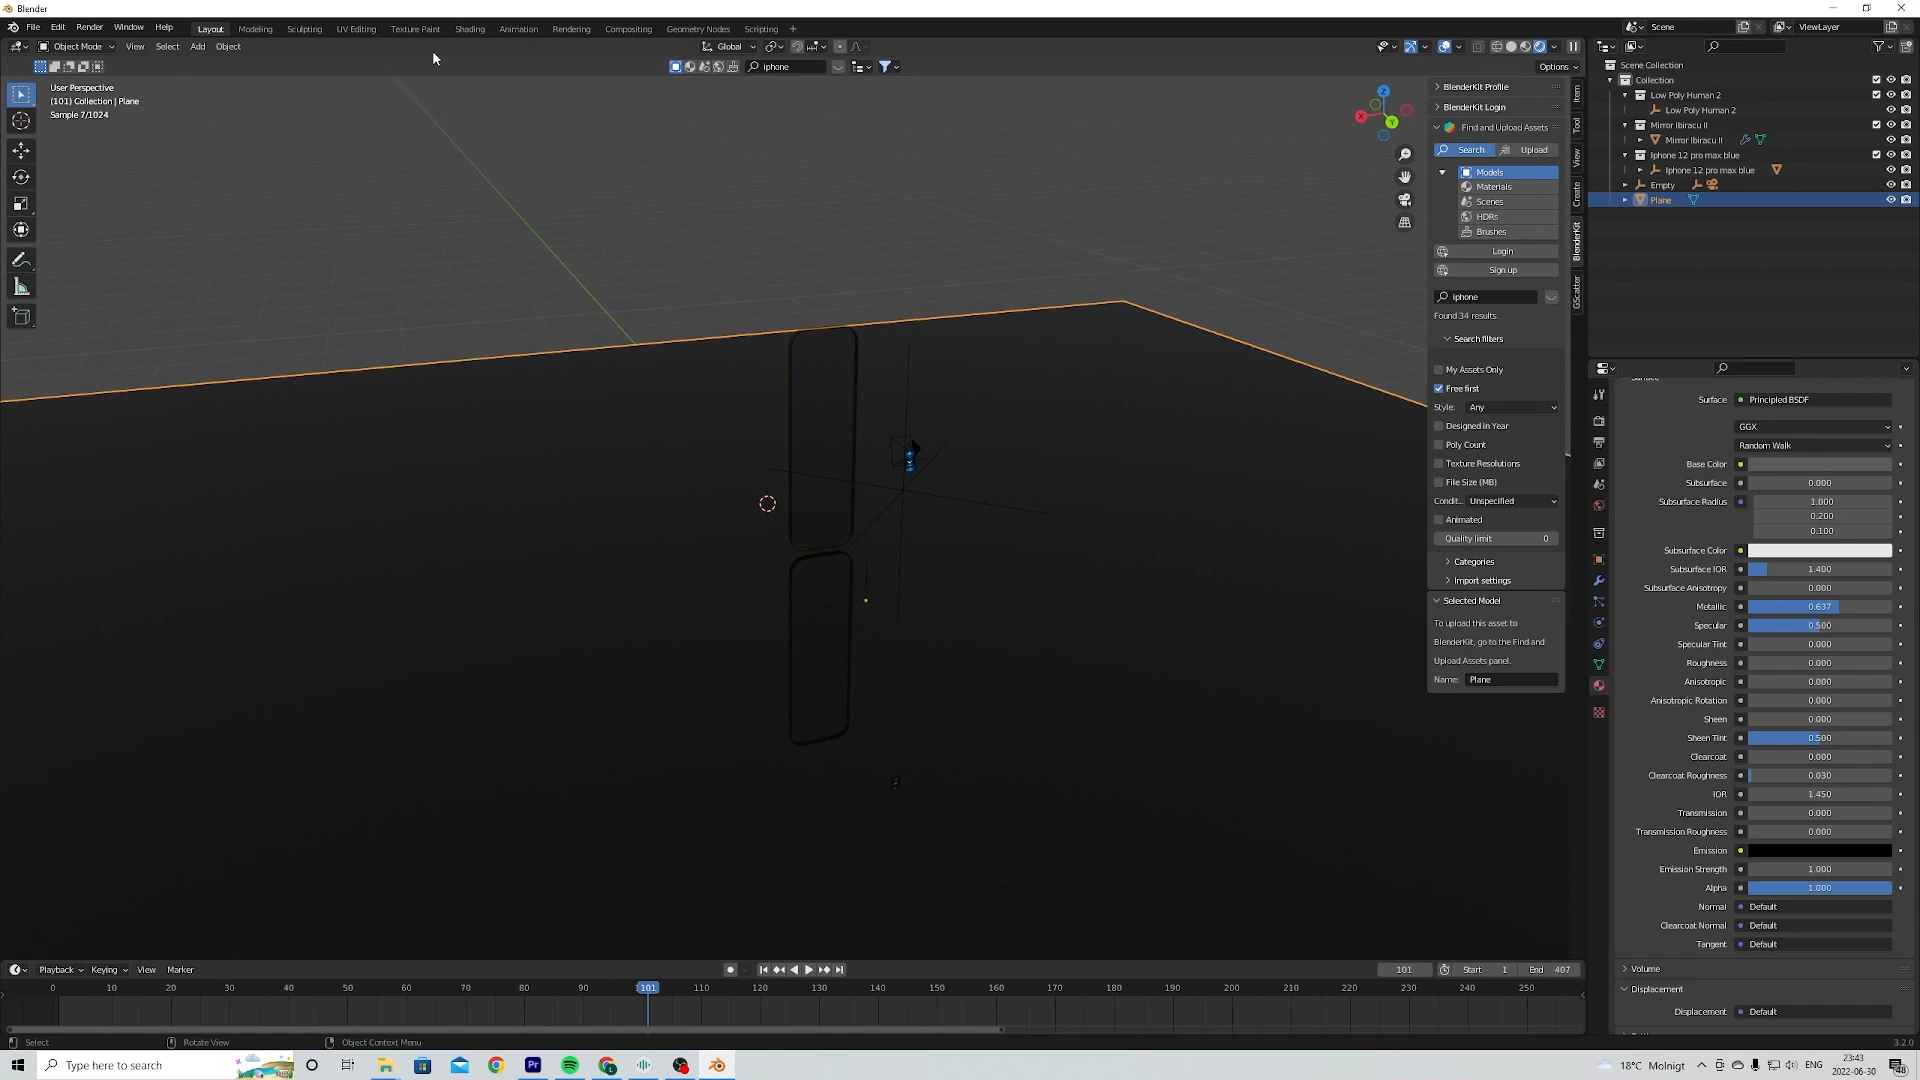 Blender
File Edit Render Window Help Layout Modeling Sculpting UV Editing Texture Paint Shading Animation Rendering Compositing Geometry Nodes Scripting + Scene ViewLayer
Object Mode View Select Add Object Global
iphone Options
User Perspective
(101) Collection | Plane
Sample 7/1024
Z
X
Y
BlenderKit Profile
BlenderKit Login
Find and Upload Assets
Search Upload
Models
Materials
Scenes
HDRs
Brushes
Login
Sign up
iphone
Found 34 results.
Search filters
My Assets Only
Free first
Style: Any
Designed in Year
Poly Count
Texture Resolutions
File Size (MB)
Condit... Unspecified
Animated
Quality limit 0
Categories
Import settings
Selected Model
To upload this asset to
BlenderKit, go to the Find and
Upload Assets panel.
Name: Plane
Item
Tool
View
Create
BlenderKit
GScatter
Scene Collection
Collection
Low Poly Human 2
Low Poly Human 2
Mirror Ibiracu II
Mirror Ibiracu II
Iphone 12 pro max blue
Iphone 12 pro max blue
Empty
Plane
Surface
Surface Principled BSDF
GGX
Random Walk
Base Color
Subsurface 0.000
Subsurface Radius 1.000
0.200
0.100
Subsurface Color
Subsurface IOR 1.400
Subsurface Anisotropy 0.000
Metallic 0.637
Specular 0.500
Specular Tint 0.000
Roughness 0.000
Anisotropic 0.000
Anisotropic Rotation 0.000
Sheen 0.000
Sheen Tint 0.500
Clearcoat 0.000
Clearcoat Roughness 0.030
IOR 1.450
Transmission 0.000
Transmission Roughness 0.000
Emission
Emission Strength 1.000
Alpha 1.000
Normal Default
Clearcoat Normal Default
Tangent Default
Volume
Displacement
Displacement Default
Playback Keying View Marker 101 Start 1 End 407
0 10 20 30 40 50 60 70 80 90 101 110 120 130 140 150 160 170 180 190 200 210 220 230 240 250
Select Rotate View Object Context Menu 3.2.0
Type here to search Pr 18°C Molnigt ENG 23:43
2022-06-30 48